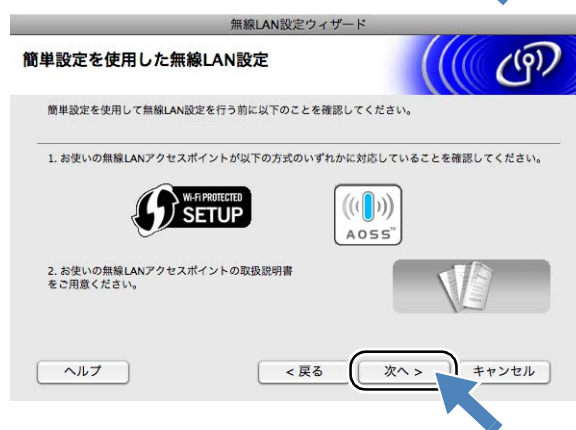 無線LAN設定ウィザード
簡単設定を使用した無線LAN設定
簡単設定を使用して無線LAN設定を行う前に以下のことを確認してください。
1. お使いの無線LANアクセスポイントが以下の方式のいずれかに対応していることを確認してください。
Wi-Fi PROTECTED
SETUP
AOSS™
2. お使いの無線LANアクセスポイントの取扱説明書
をご用意ください。
ヘルプ
< 戻る
次へ >
キャンセル